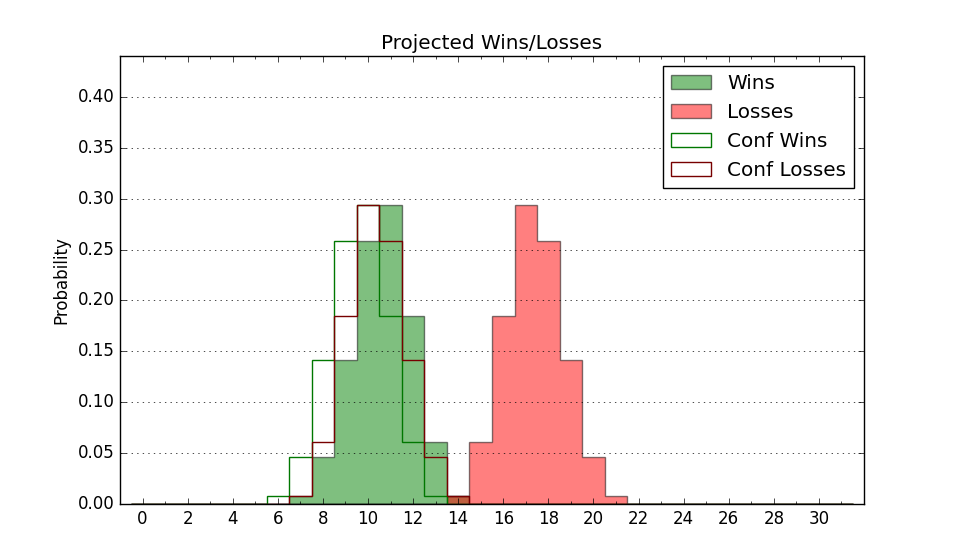 Projected Wins/Losses
Wins
Losses
Conf Wins
Conf Losses
Probability
0.40
0.35
0.30
0.25
0.20
0.15
0.10
0.05
0.00
0 2 4 6 8 10 12 14 16 18 20 22 24 26 28 30